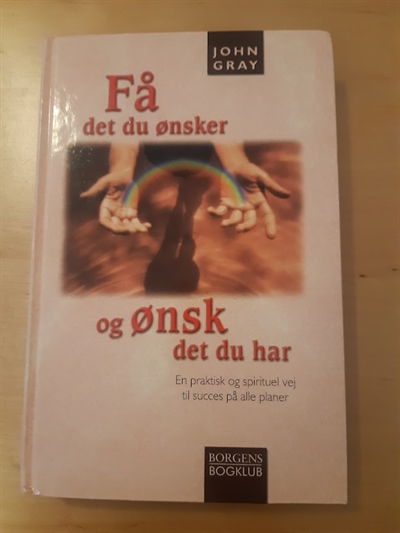 JOHN
GRAY
Få
det du ønsker
og ønsk
det du har
En praktisk og spirituel vej
til succes på alle planer
BORGENS
BOGKLUB